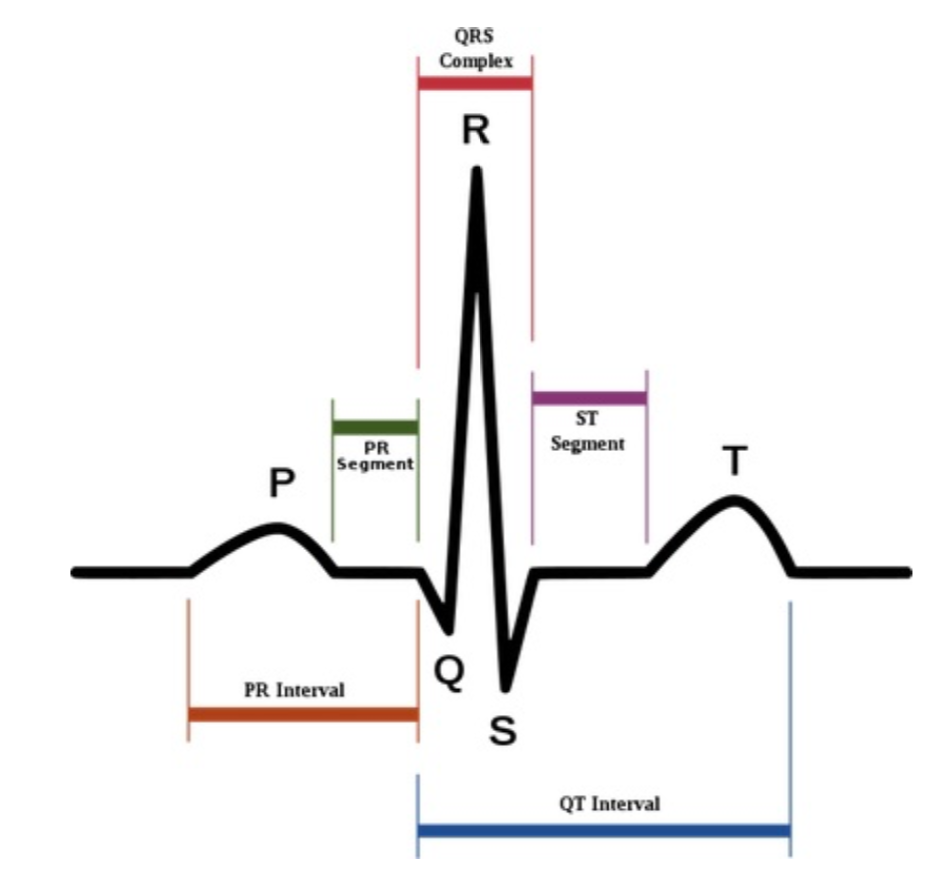 QRS
Complex
R
PR
Segment
ST
Segment
P
T
Q
PR Interval
S
QT Interval